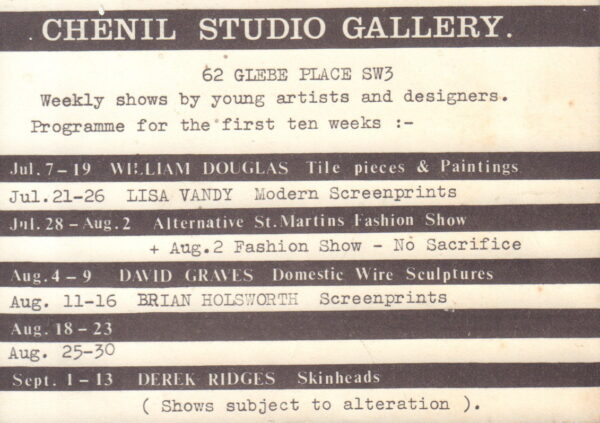 CHENIL STUDIO GALLERY.
62 GLEBE PLACE SW3
Weekly shows by young artists and designers.
Programme for the first ten weeks :-
Jul. 7-19 WILLIAM DOUGLAS Tile pieces & Paintings
Jul.21-26 LISA VANDY Modern Screenprints
Jul. 28 - Aug. 2 Alternative St. Martins Fashion Show
+ Aug.2 Fashion Show - No Sacrifice
Aug. 4-9 DAVID GRAVES Domestic Wire Sculptures
Aug. 11-16 BRIAN HOLSWORTH Screenprints
Aug. 18-23
Aug. 25-30
Sept. 1-13 DEREK RIDGES Skinheads
( Shows subject to alteration ).